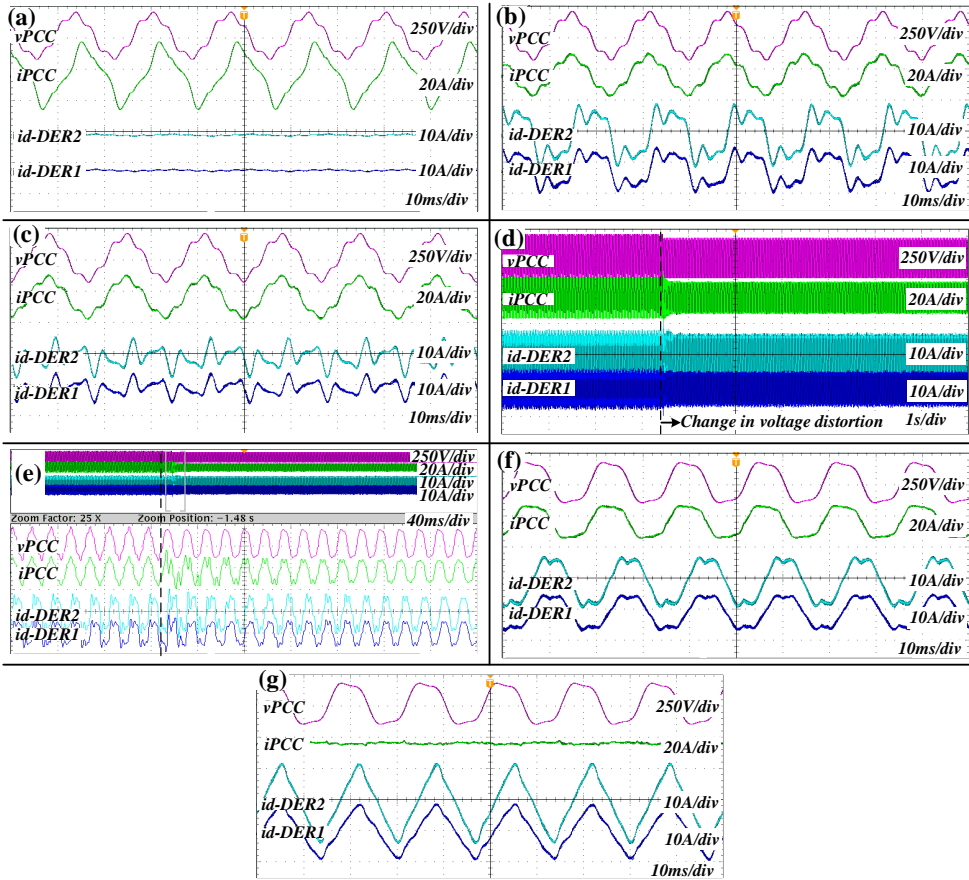 (a)
vPCC
250V/div
iPCC
20A/div
id-DER2
10A/div
id-DER1
10A/div
10ms/div
(b)
T
vPCC
250V/div
iPCC
20A/div
id-DER2
10A/div
id-DER1
10A/div
10ms/div
(c)
vPCC
250V/div
iPCC
20A/div
id-DER2
10A/div
id-DER1
10A/div
10ms/div
(d)
T
vPCC
250V/div
iPCC
20A/div
id-DER2
10A/div
id-DER1
10A/div
Change in voltage distortion
1s/div
(e)
250V/div
20A/div
10A/div
10A/div
Zoom Factor: 25 X
Zoom Position: -1.48 s
40ms/div
vPCC
iPCC
id-DER2
id-DER1
(f)
T
vPCC
250V/div
iPCC
20A/div
id-DER2
10A/div
id-DER1
10A/div
10ms/div
(g)
T
vPCC
250V/div
iPCC
20A/div
id-DER2
10A/div
id-DER1
10A/div
10ms/div